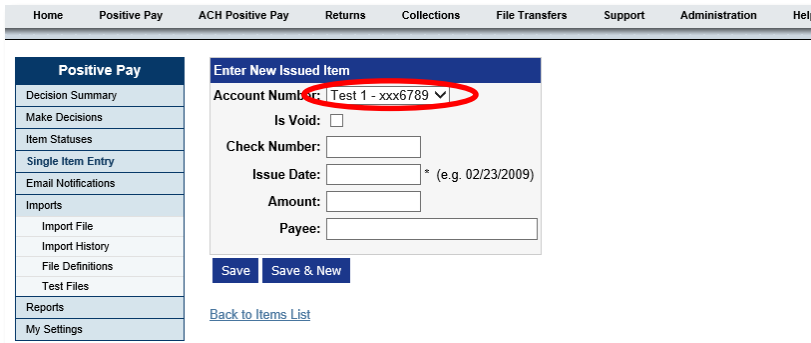 Home Positive Pay ACH Positive Pay Returns Collections File Transfers Support Administration
Positive Pay
Decision Summary
Make Decisions
Item Statuses
Single Item Entry
Email Notifications
Imports
Import File
Import History
File Definitions
Test Files
Reports
My Settings
Enter New Issued Item
Account Number: Test 1 - xxx6789
Is Void:
Check Number:
Issue Date: * (e.g. 02/23/2009)
Amount:
Payee:
Save Save & New
Back to Items List